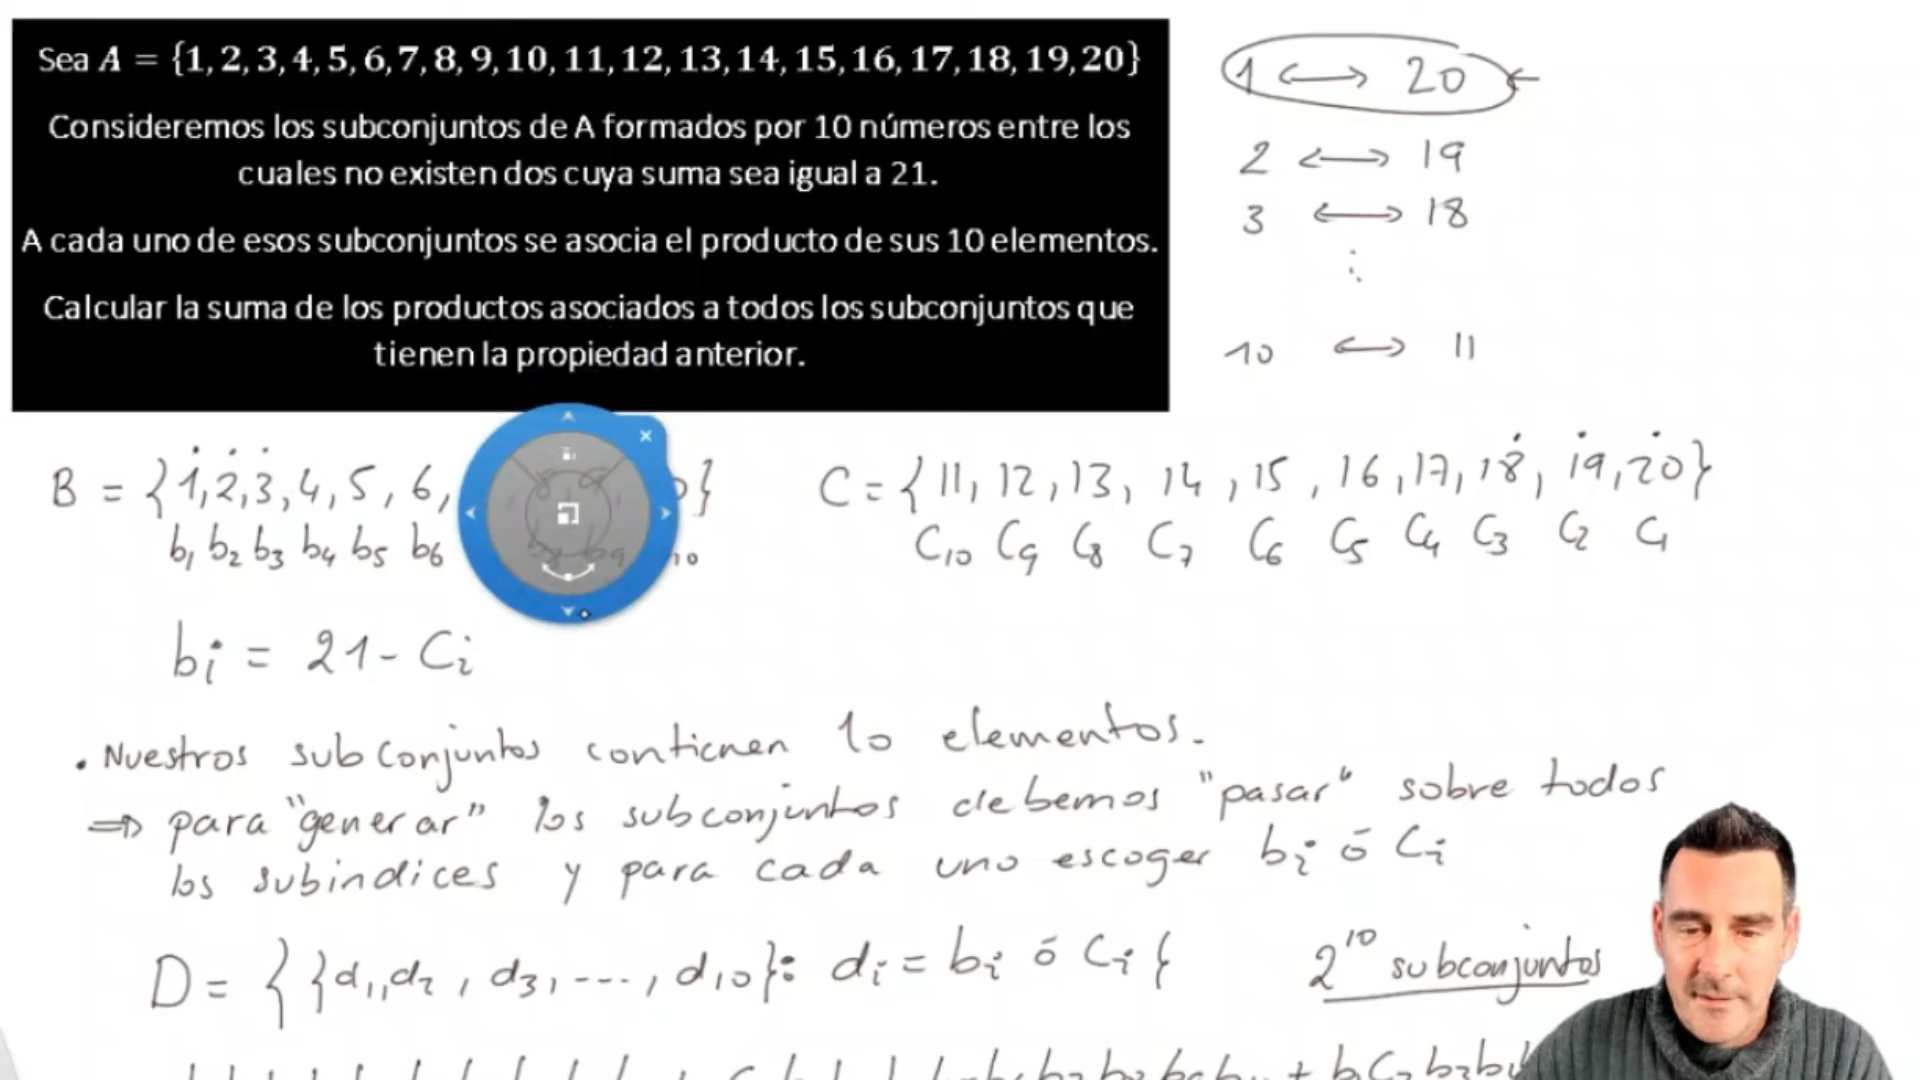 Sea A = {1, 2, 3, 4, 5, 6, 7, 8, 9, 10, 11, 12, 13, 14, 15, 16, 17, 18, 19, 20}
Consideremos los subconjuntos de A formados por 10 números entre los
cuales no existen dos cuya suma sea igual a 21.
A cada uno de esos subconjuntos se asocia el producto de sus 10 elementos.
Calcular la suma de los productos asociados a todos los subconjuntos que
tienen la propiedad anterior.
1 ⟷ 20 ←
2 ⟷ 19
3 ⟷ 18
⋮
10 ⟷ 11
B = {1, 2, 3, 4, 5, 6, }
b₁ b₂ b₃ b₄ b₅ b₆ b₉ ₁₀
C = {11, 12, 13, 14, 15, 16, 17, 18, 19, 20}
C₁₀ C₉ C₈ C₇ C₆ C₅ C₄ C₃ C₂ C₁
bᵢ = 21 - Cᵢ
• Nuestros subconjuntos contienen 10 elementos.
⇒ para "generar" los subconjuntos debemos "pasar" sobre todos
los subindices y para cada uno escoger bᵢ ó Cᵢ
D = { {d₁, d₂, d₃, ..., d₁₀}: dᵢ = bᵢ ó Cᵢ }
2¹⁰ subconjuntos